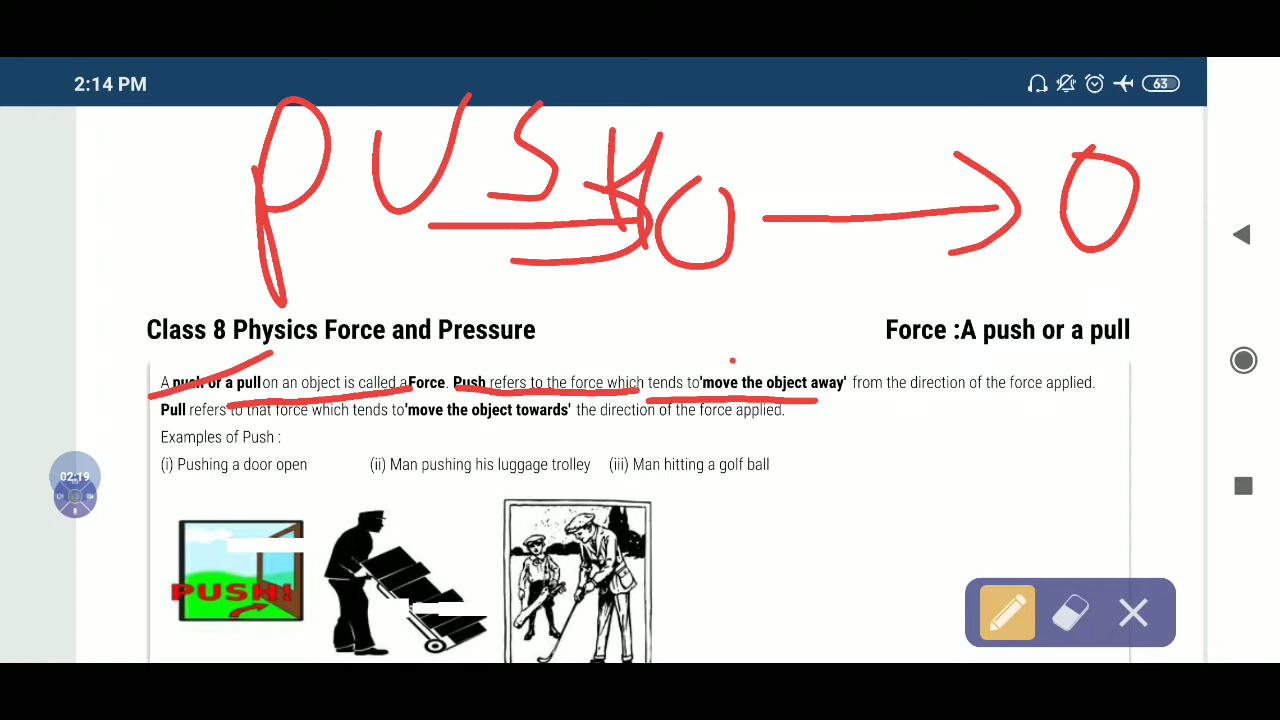 2:14 PM
63
PUSH
O → O
Class 8 Physics Force and Pressure
Force :A push or a pull
A push or a pull on an object is called a Force. Push refers to the force which tends to 'move the object away' from the direction of the force applied.
Pull refers to that force which tends to 'move the object towards' the direction of the force applied.
Examples of Push :
(i) Pushing a door open (ii) Man pushing his luggage trolley (iii) Man hitting a golf ball
02:19
PUSH!